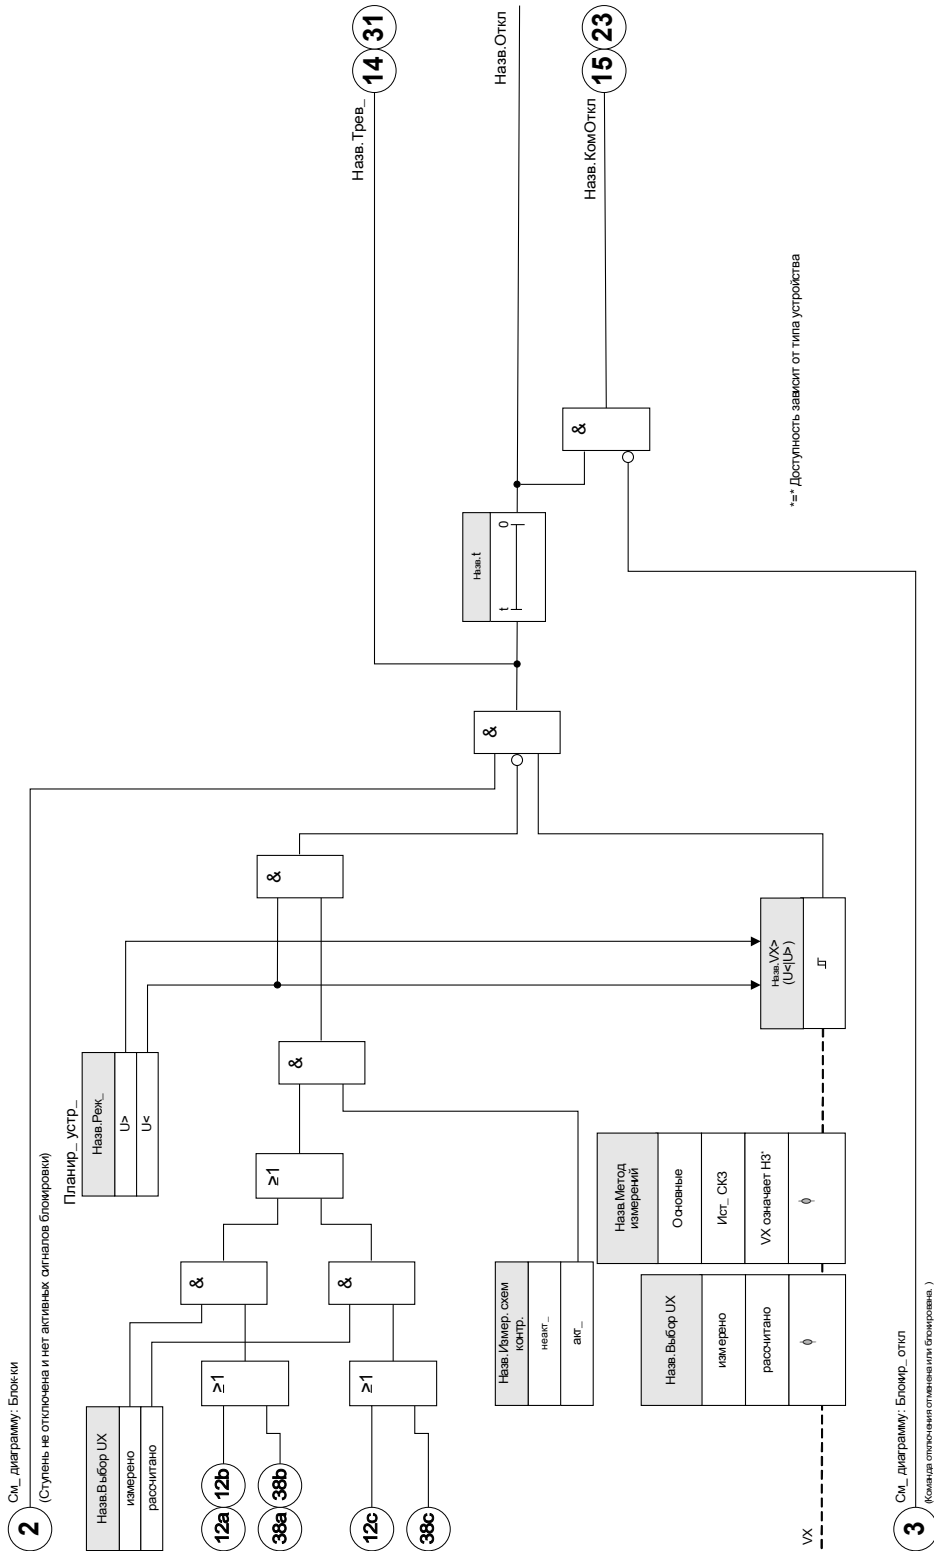 2
См_ диаграмму: Блок-ки
(Ступень не отключена и нет активных сигналов блокировки)
Планир_ устр_
Назв.Реж_
U>
U<
Назв.Выбор UX
измерено
рассчитано
12a
12b
38a
38b
12c
38c
≥1
≥1
&
&
≥1
&
&
&
Назв.Измер. схем
контр.
неакт_
акт_
Назв.Выбор UX
измерено
рассчитано
ϕ
Назв.Метод
измерений
Основные
Ист_ СКЗ
VX означает НЗ'
ϕ
VX
Назв.VX>
(U<|U>)
Назв.t
t
0
&
Назв.Трев_
14
31
Назв.Откл
Назв.КомОткл
15
23
*=* Доступность зависит от типа устройства
3
См_ диаграмму: Блокир_ откл
(Команда отключения отменена или блокирована. )